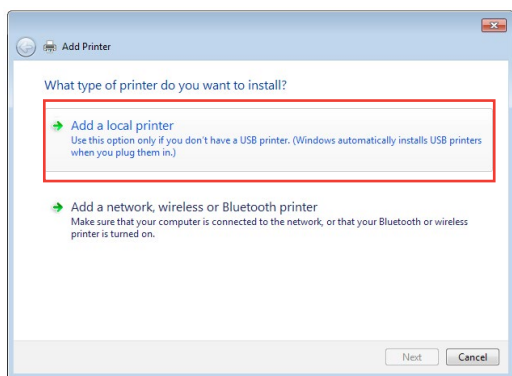 Add Printer
What type of printer do you want to install?
Add a local printer
Use this option only if you don't have a USB printer. (Windows automatically installs USB printers
when you plug them in.)
Add a network, wireless or Bluetooth printer
Make sure that your computer is connected to the network, or that your Bluetooth or wireless
printer is turned on.
Next Cancel